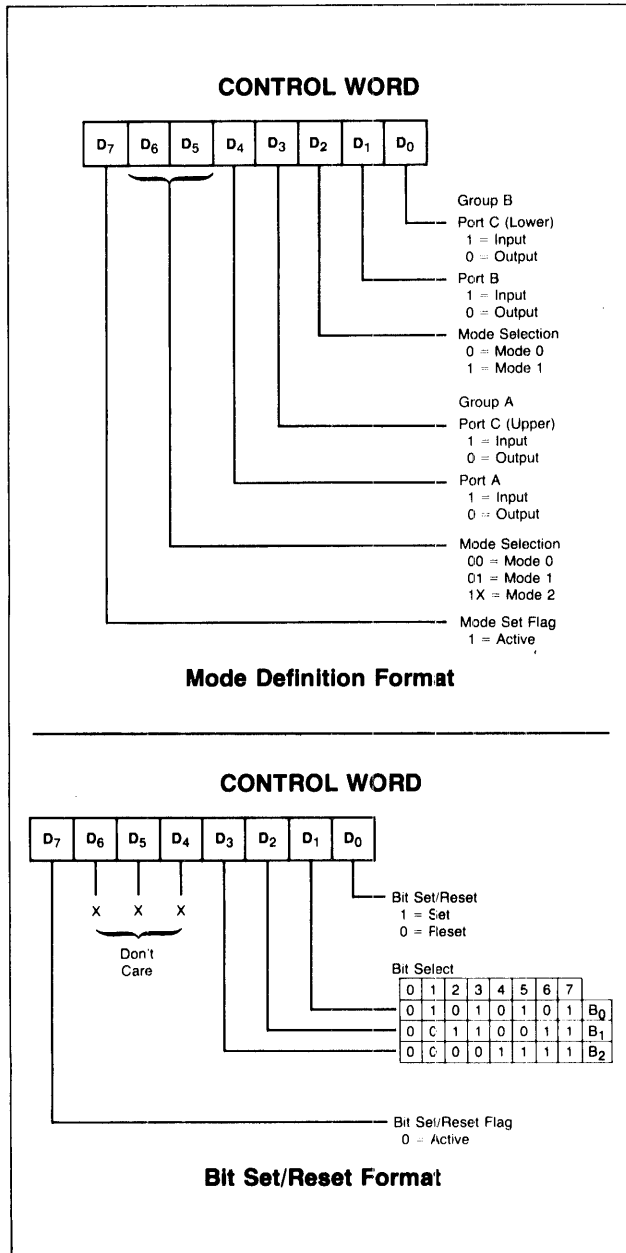 CONTROL WORD
D7 D6 D5 D4 D3 D2 D1 D0
Group B
Port C (Lower)
1 = Input
0 = Output
Port B
1 = Input
0 = Output
Mode Selection
0 = Mode 0
1 = Mode 1
Group A
Port C (Upper)
1 = Input
0 = Output
Port A
1 = Input
0 = Output
Mode Selection
00 = Mode 0
01 = Mode 1
1X = Mode 2
Mode Set Flag
1 = Active
Mode Definition Format
CONTROL WORD
D7 D6 D5 D4 D3 D2 D1 D0
X X X
Don't
Care
Bit Set/Reset
1 = Set
0 = Reset
Bit Select
0 1 2 3 4 5 6 7
0 1 0 1 0 1 0 1 B0
0 0 1 1 0 0 1 1 B1
0 0 0 0 1 1 1 1 B2
Bit Set/Reset Flag
0 = Active
Bit Set/Reset Format